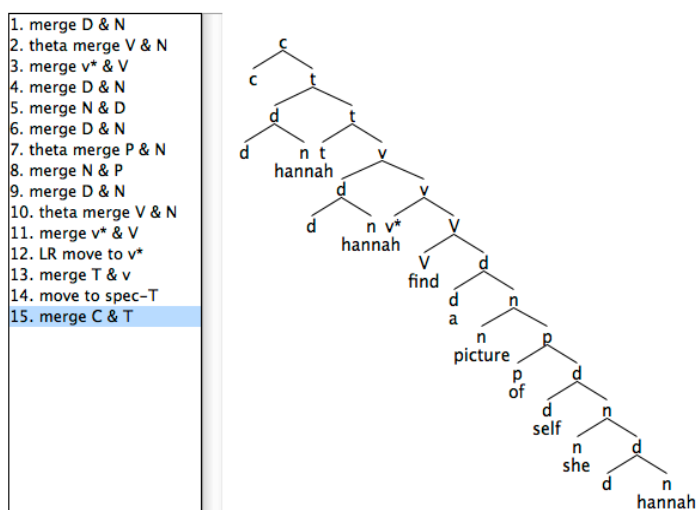 1. merge D & N
2. theta merge V & N
3. merge v* & V
4. merge D & N
5. merge N & D
6. merge D & N
7. theta merge P & N
8. merge N & P
9. merge D & N
10. theta merge V & N
11. merge v* & V
12. LR move to v*
13. merge T & v
14. move to spec-T
15. merge C & T
c
c t
d t
d n t v
hannah
d v
d n v* V
hannah
V d
find
d n
a
n p
picture
p d
of
d n
self
n d
she
d n
hannah